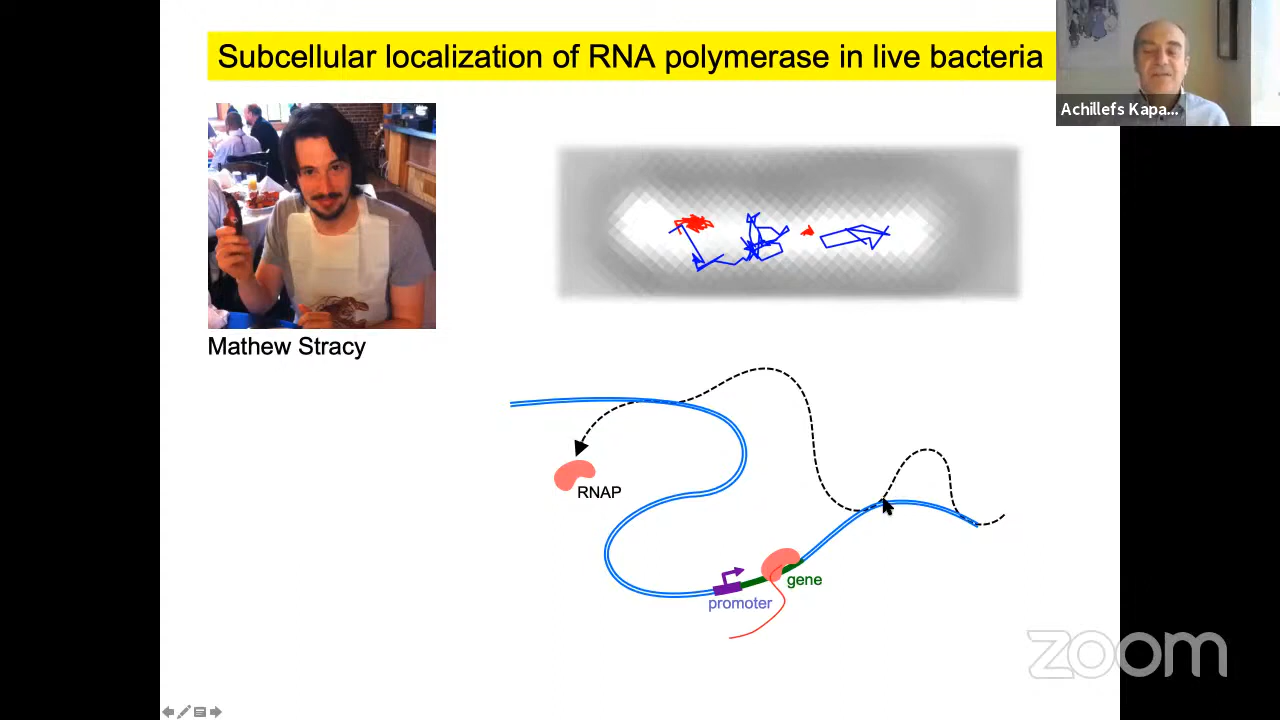 Subcellular localization of RNA polymerase in live bacteria
Achillefs Kapa...
Mathew Stracy
RNAP
gene
promoter
zoom